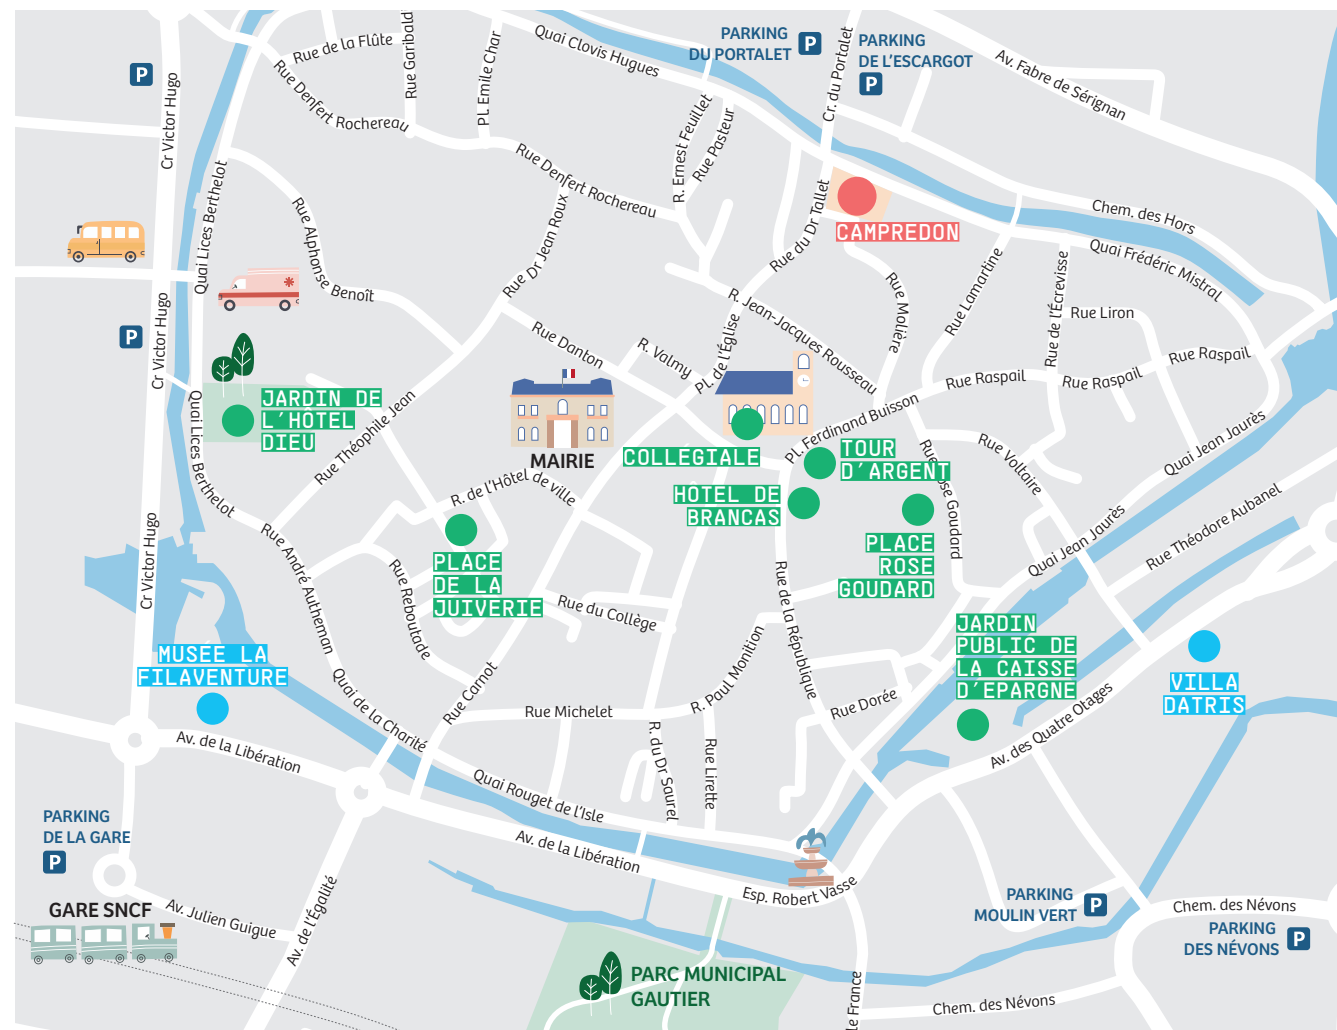 PARKING
DU PORTALET
P
PARKING
DE L'ESCARGOT
P
P
Rue de la Flûte
Rue Garibald
Pl. Emile Char
Quai Clovis Hugues
Cr. du Portalet
Av. Fabre de Sérignan
Cr Victor Hugo
Rue Denfert Rochereau
R. Ernest Feuillet
Rue Pasteur
Rue Denfert Rochereau
Quai Lices Berthelot
Rue Alphonse Benoît
Rue Dr Jean Roux
Rue du Dr Tallet
CAMPREDON
Chem. des Hors
Quai Frédéric Mistral
Rue Lamartine
Rue de l'Écrevisse
Rue Molière
R. Jean-Jacques Rousseau
Rue Liron
P
Cr Victor Hugo
Rue Danton
R. Valmy
Pl. de l'Église
Rue Raspail
Rue Raspail
Rue Raspail
JARDIN DE
L'HÔTEL
DIEU
Quai Lices Berthelot
Rue Théophile Jean
MAIRIE
COLLÉGIALE
Pl. Ferdinand Buisson
TOUR
D'ARGENT
Rue Rose Goudard
Rue Voltaire
Quai Jean Jaurès
HÔTEL DE
BRANCAS
R. de l'Hôtel de ville
PLACE
DE LA
JUIVERIE
PLACE
ROSE
GOUDARD
Quai Jean Jaurès
Rue Théodore Aubanel
Cr Victor Hugo
Rue André Autheman
Rue Reboutade
Rue du Collège
Rue de la République
JARDIN
PUBLIC DE
LA CAISSE
D'EPARGNE
MUSÉE LA
FILAVENTURE
VILLA
DATRIS
Quai de la Charité
Rue Carnot
Rue Michelet
R. Paul Monition
Rue Dorée
Av. des Quatre Otages
Av. de la Libération
R. du Dr Saurel
Rue Lirette
Quai Rouget de l'Isle
Av. de la Libération
PARKING
DE LA GARE
P
Esp. Robert Vasse
GARE SNCF
Av. Julien Guigue
Av. de l'Égalité
PARKING
MOULIN VERT
P
Chem. des Névons
PARKING
DES NÉVONS
P
PARC MUNICIPAL
GAUTIER
le France
Chem. des Névons